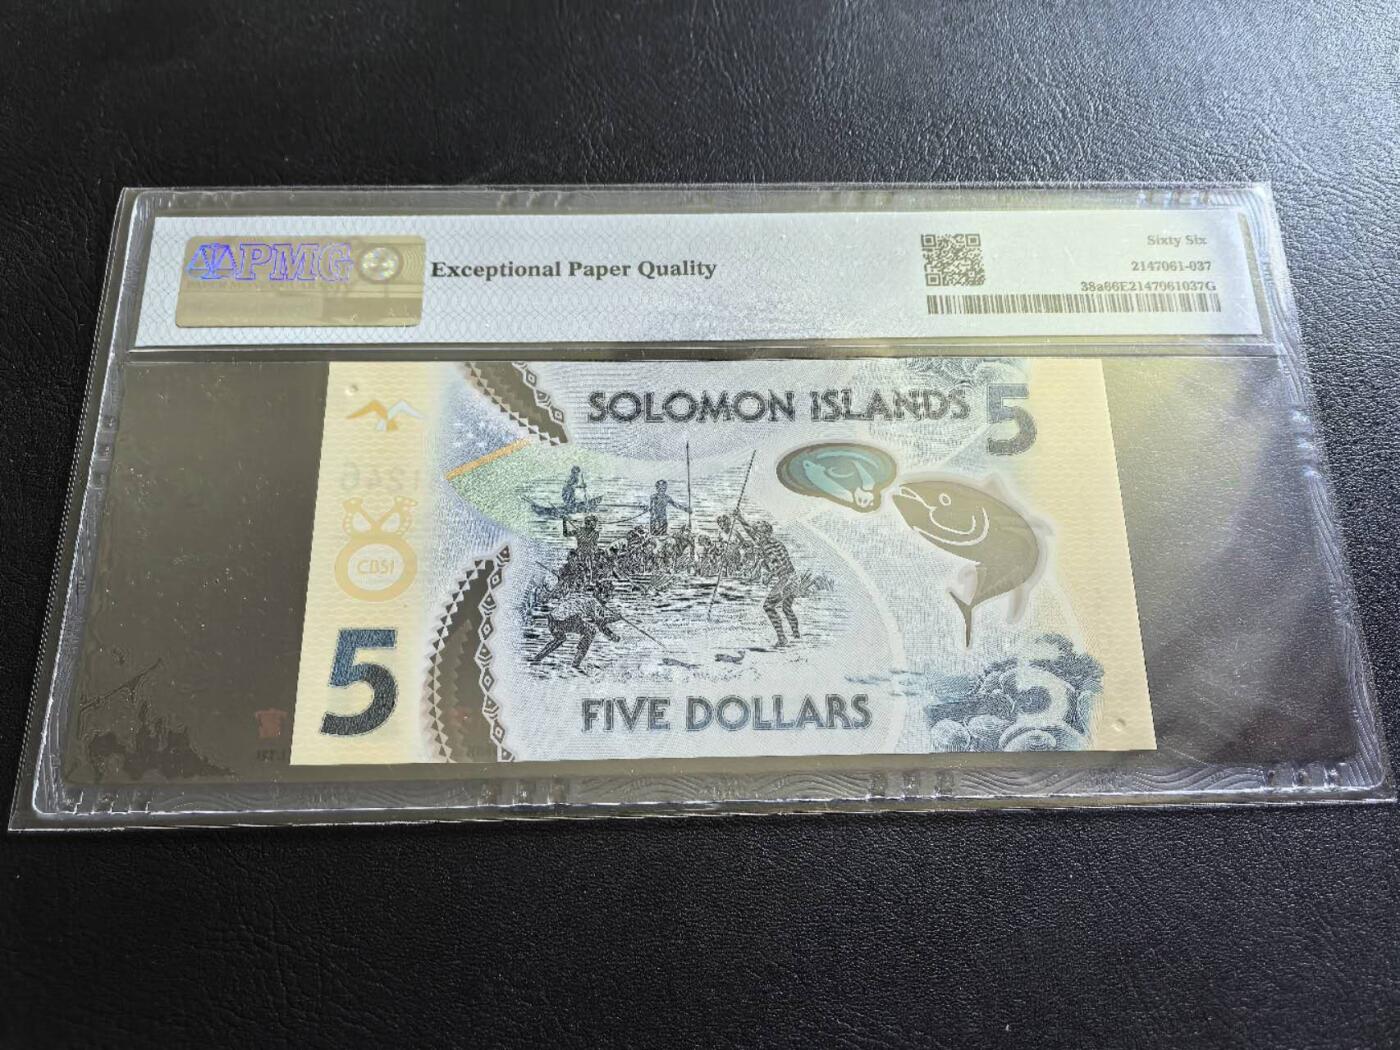 PMG
Exceptional Paper Quality
Sixty Six
2147061-037
38a66E2147061037G
SOLOMON ISLANDS
5
CBSI
5
FIVE DOLLARS